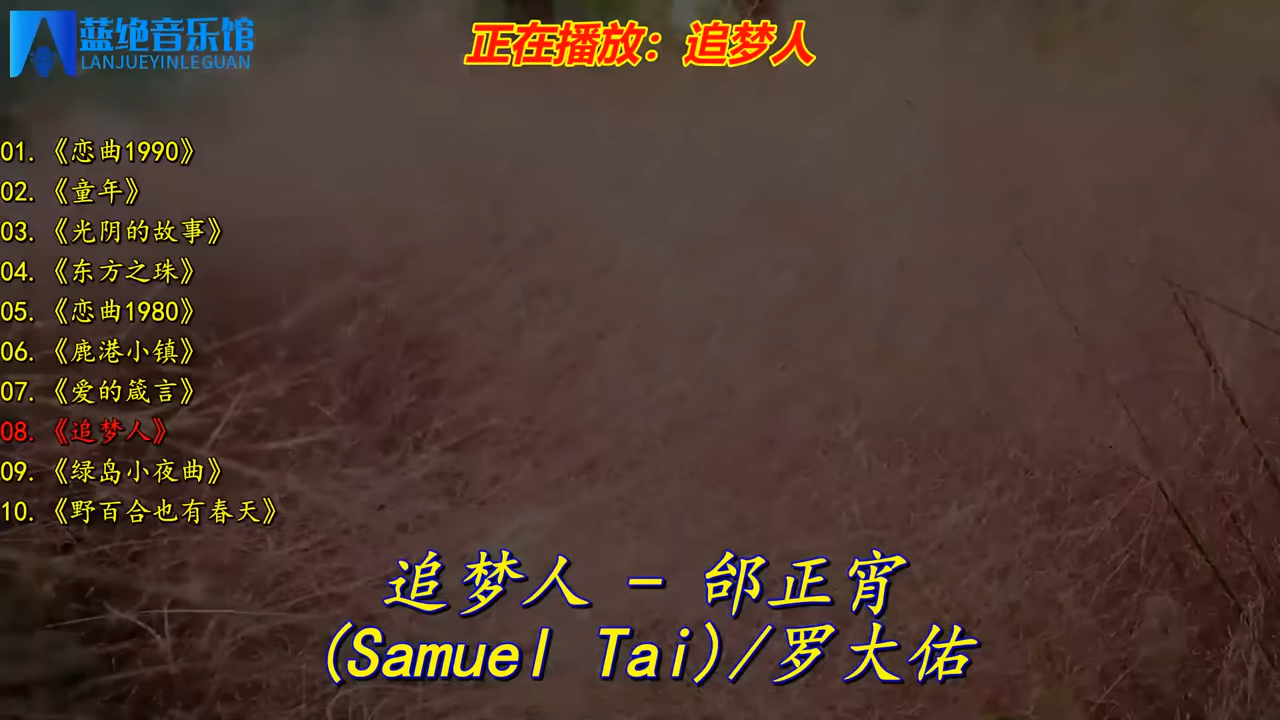 蓝绝音乐馆
LANJUEYINLEGUAN
正在播放：追梦人
01.《恋曲1990》
02.《童年》
03.《光阴的故事》
04.《东方之珠》
05.《恋曲1980》
06.《鹿港小镇》
07.《爱的箴言》
08.《追梦人》
09.《绿岛小夜曲》
10.《野百合也有春天》
追梦人 - 邰正宵
(Samuel Tai)/罗大佑